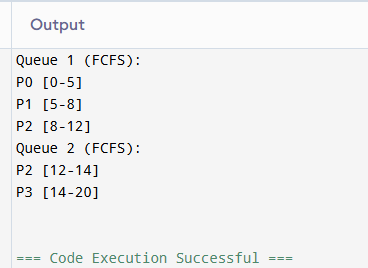 Output
Queue 1 (FCFS):
P0 [0-5]
P1 [5-8]
P2 [8-12]
Queue 2 (FCFS):
P2 [12-14]
P3 [14-20]
=== Code Execution Successful ===